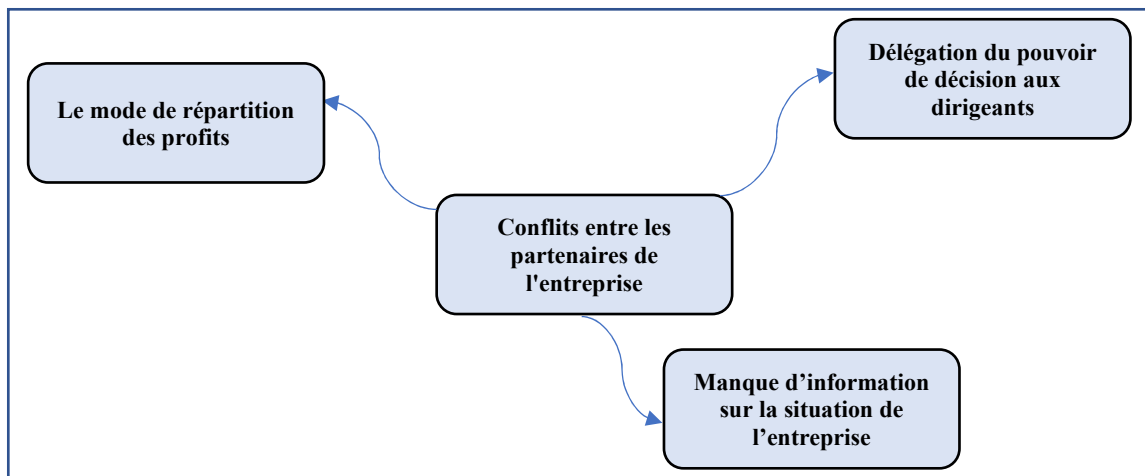 Délégation du pouvoir
de décision aux
dirigeants
Le mode de répartition
des profits
Conflits entre les
partenaires de
l'entreprise
Manque d’information
sur la situation de
l’entreprise